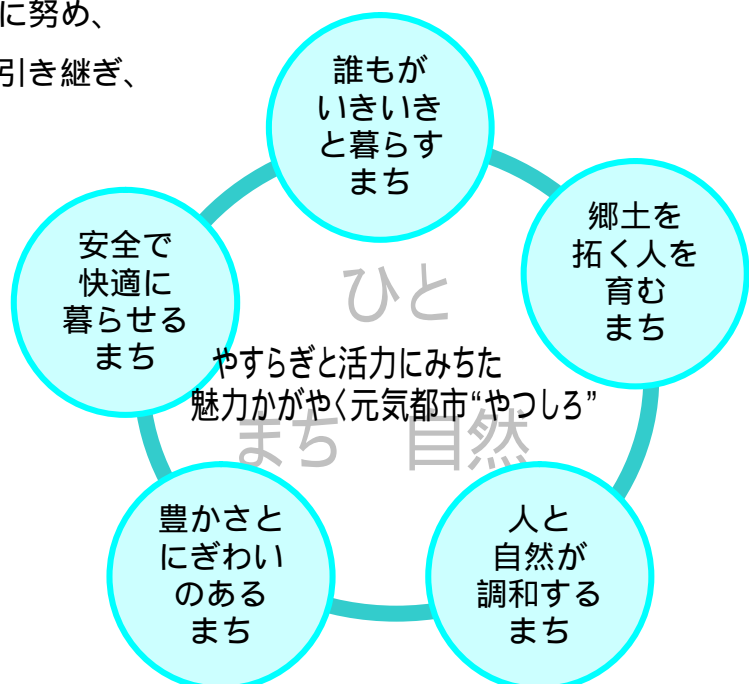 に努め、
引き継ぎ、
誰もが
いきいき
と暮らす
まち
郷土を
拓く人を
育む
まち
安全で
快適に
暮らせる
まち
ひと
やすらぎと活力にみちた
魅力かがやく元気都市“やつしろ”
まち 自然
豊かさと
にぎわい
のある
まち
人と
自然が
調和する
まち